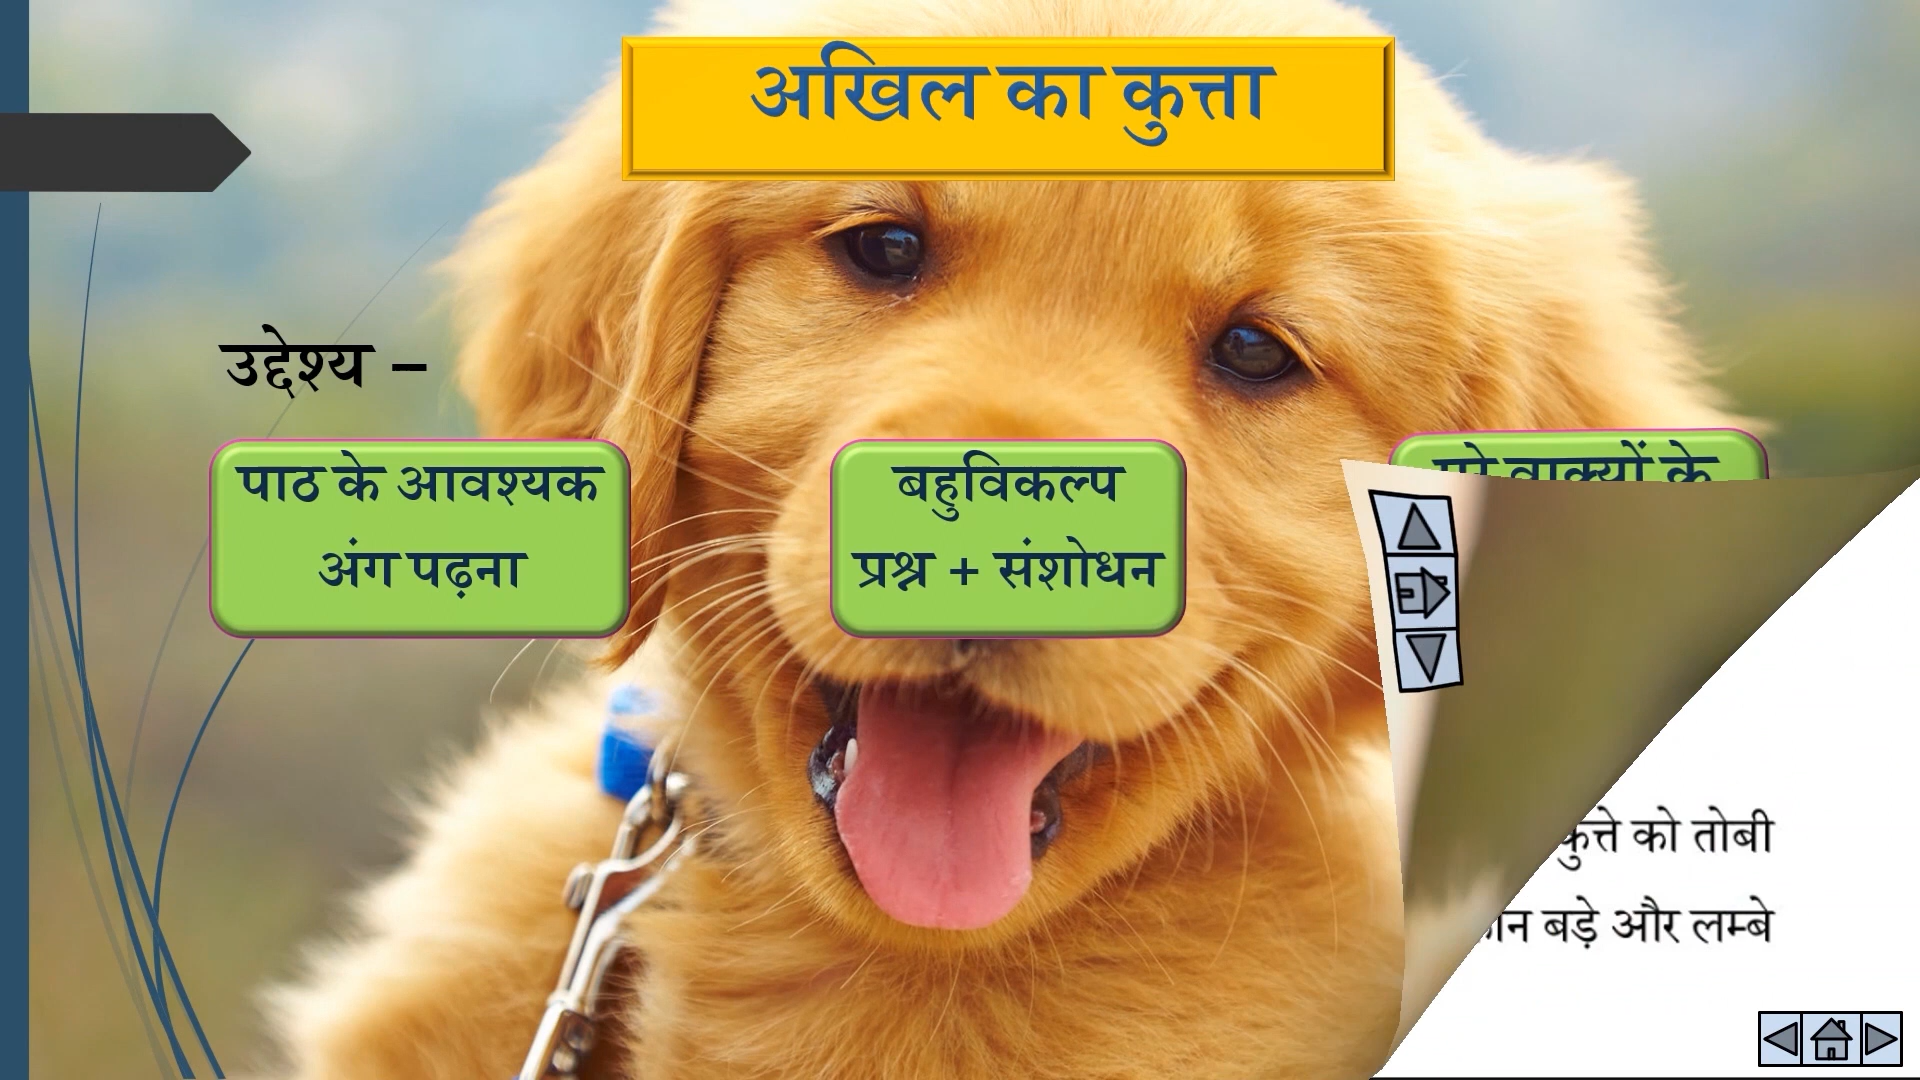 अखिल का कुत्ता
उद्देश्य –
पाठ के आवश्यक
अंग पढ़ना
बहुविकल्प
प्रश्न + संशोधन
वाक्यों के
कुत्ते को तोबी
बड़े और लम्बे